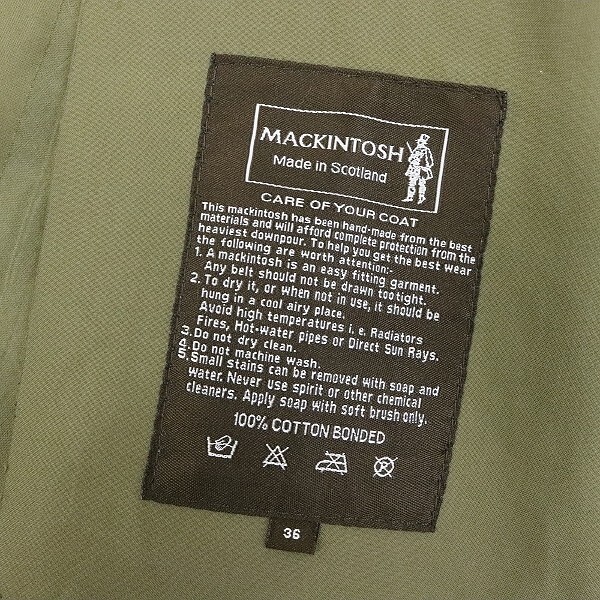 MACKINTOSH
Made in Scotland
CARE OF YOUR COAT
This mackintosh has been hand-made from the best
materials and will afford complete protection from the
heaviest downpour. To help you get the best wear
the following are worth attention:-
1. A mackintosh is an easy fitting garment.
Any belt should not be drawn tootight.
2. To dry it, or when not in use, it should be
hung in a cool airy place.
Avoid high temperatures i. e. Radiators
Fires, Hot-water pipes or Direct Sun Rays.
3. Do not dry clean.
4. Do not machine wash.
5. Small stains can be removed with soap and
water. Never use spirit or other chemical
cleaners. Apply soap with soft brush only.
100% COTTON BONDED
36